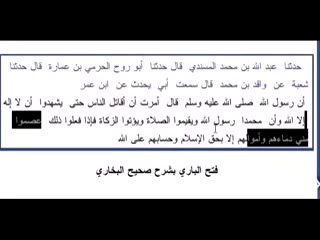 حدثنا عبد الله بن محمد المسندي قال حدثنا أبو روح الحرمي بن عمارة قال حدثنا
شعبة عن واقد بن محمد قال سمعت أبي يحدث عن ابن عمر
أن رسول الله صلى الله عليه وسلم قال أمرت أن أقاتل الناس حتى يشهدوا أن لا إله
إلا الله وأن محمدا رسول الله ويقيموا الصلاة ويؤتوا الزكاة فإذا فعلوا ذلك عصموا
مني دماءهم وأموالهم إلا بحق الإسلام وحسابهم على الله
فتح الباري بشرح صحيح البخاري